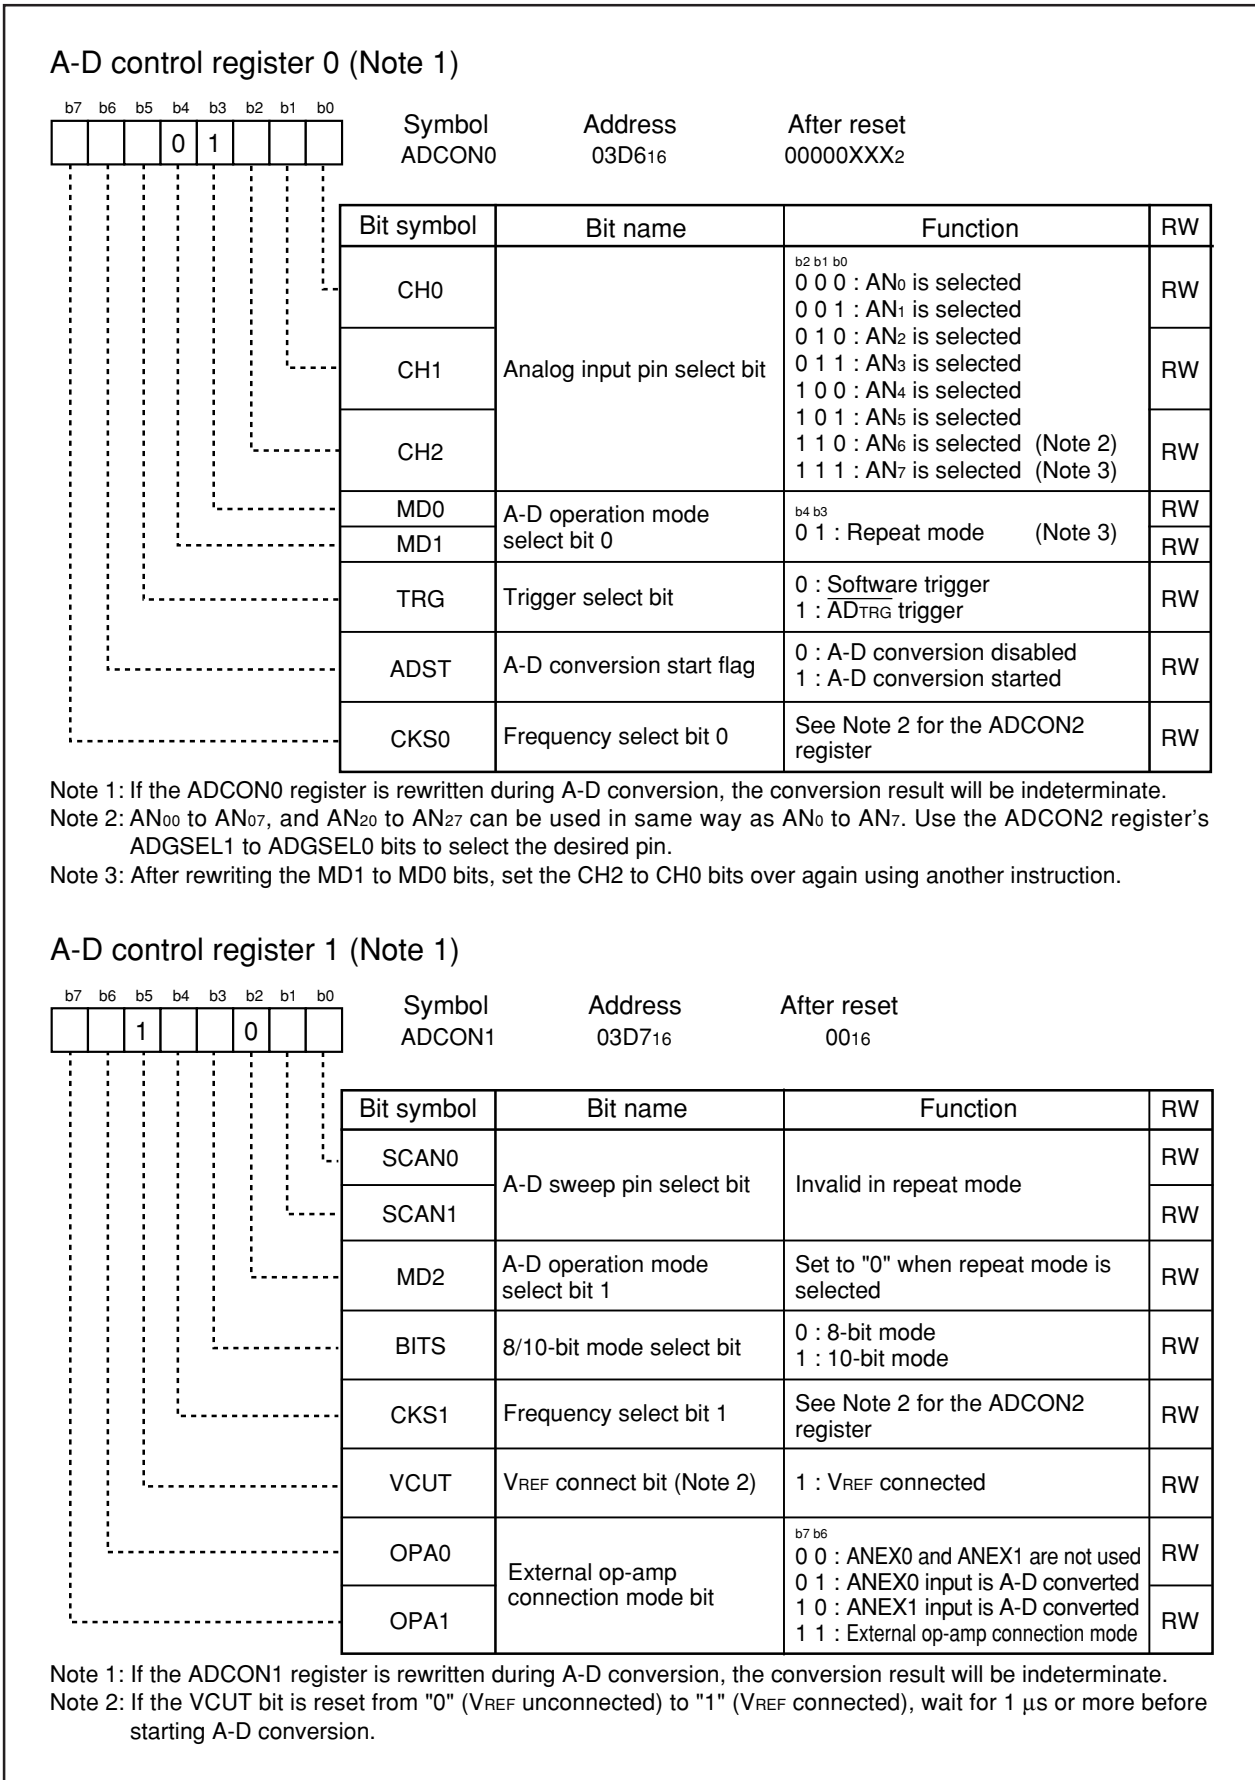 A-D control register 0 (Note 1)
b7 b6 b5 b4 b3 b2 b1 b0
0 1
Symbol Address After reset
ADCON0 03D616 00000XXX2
Bit symbol Bit name Function RW
CH0 RW
CH1 Analog input pin select bit RW
CH2 RW
b2 b1 b0
0 0 0 : AN0 is selected
0 0 1 : AN1 is selected
0 1 0 : AN2 is selected
0 1 1 : AN3 is selected
1 0 0 : AN4 is selected
1 0 1 : AN5 is selected
1 1 0 : AN6 is selected (Note 2)
1 1 1 : AN7 is selected (Note 3)
MD0 RW
MD1 RW
A-D operation mode
select bit 0
b4 b3
0 1 : Repeat mode (Note 3)
TRG Trigger select bit RW
0 : Software trigger
1 : ADTRG trigger
ADST A-D conversion start flag RW
0 : A-D conversion disabled
1 : A-D conversion started
CKS0 Frequency select bit 0 RW
See Note 2 for the ADCON2
register
Note 1: If the ADCON0 register is rewritten during A-D conversion, the conversion result will be indeterminate.
Note 2: AN00 to AN07, and AN20 to AN27 can be used in same way as AN0 to AN7. Use the ADCON2 register's
ADGSEL1 to ADGSEL0 bits to select the desired pin.
Note 3: After rewriting the MD1 to MD0 bits, set the CH2 to CH0 bits over again using another instruction.
A-D control register 1 (Note 1)
b7 b6 b5 b4 b3 b2 b1 b0
1 0
Symbol Address After reset
ADCON1 03D716 0016
Bit symbol Bit name Function RW
SCAN0 RW
A-D sweep pin select bit Invalid in repeat mode
SCAN1 RW
MD2 RW
A-D operation mode
select bit 1
Set to "0" when repeat mode is
selected
BITS 8/10-bit mode select bit RW
0 : 8-bit mode
1 : 10-bit mode
CKS1 Frequency select bit 1 RW
See Note 2 for the ADCON2
register
VCUT VREF connect bit (Note 2) 1 : VREF connected RW
OPA0 RW
OPA1 RW
External op-amp
connection mode bit
b7 b6
0 0 : ANEX0 and ANEX1 are not used
0 1 : ANEX0 input is A-D converted
1 0 : ANEX1 input is A-D converted
1 1 : External op-amp connection mode
Note 1: If the ADCON1 register is rewritten during A-D conversion, the conversion result will be indeterminate.
Note 2: If the VCUT bit is reset from "0" (VREF unconnected) to "1" (VREF connected), wait for 1 µs or more before
starting A-D conversion.